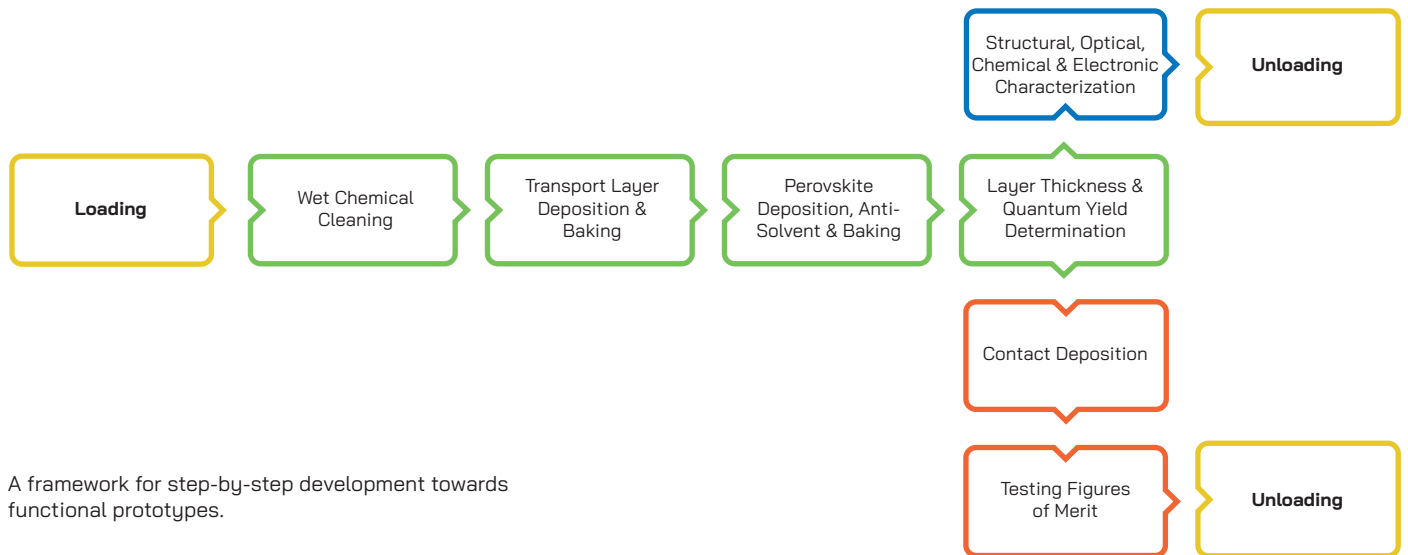 Structural, Optical,
Chemical & Electronic
Characterization
Unloading
Loading
Wet Chemical
Cleaning
Transport Layer
Deposition &
Baking
Perovskite
Deposition, Anti-
Solvent & Baking
Layer Thickness &
Quantum Yield
Determination
Contact Deposition
Testing Figures
of Merit
Unloading
A framework for step-by-step development towards
functional prototypes.